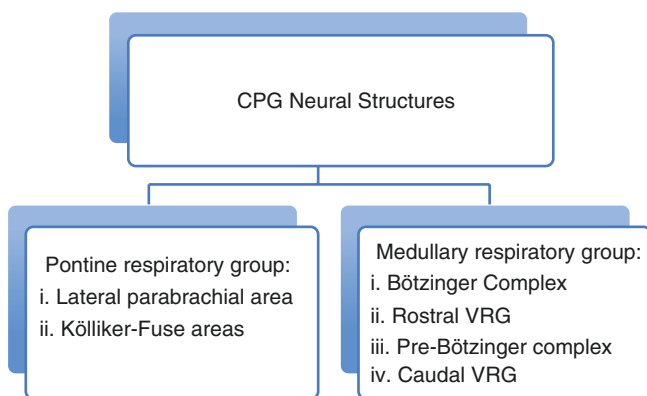 CPG Neural Structures
Pontine respiratory group:
i. Lateral parabrachial area
ii. Kölliker-Fuse areas
Medullary respiratory group:
i. Bötzinger Complex
ii. Rostral VRG
iii. Pre-Bötzinger complex
iv. Caudal VRG